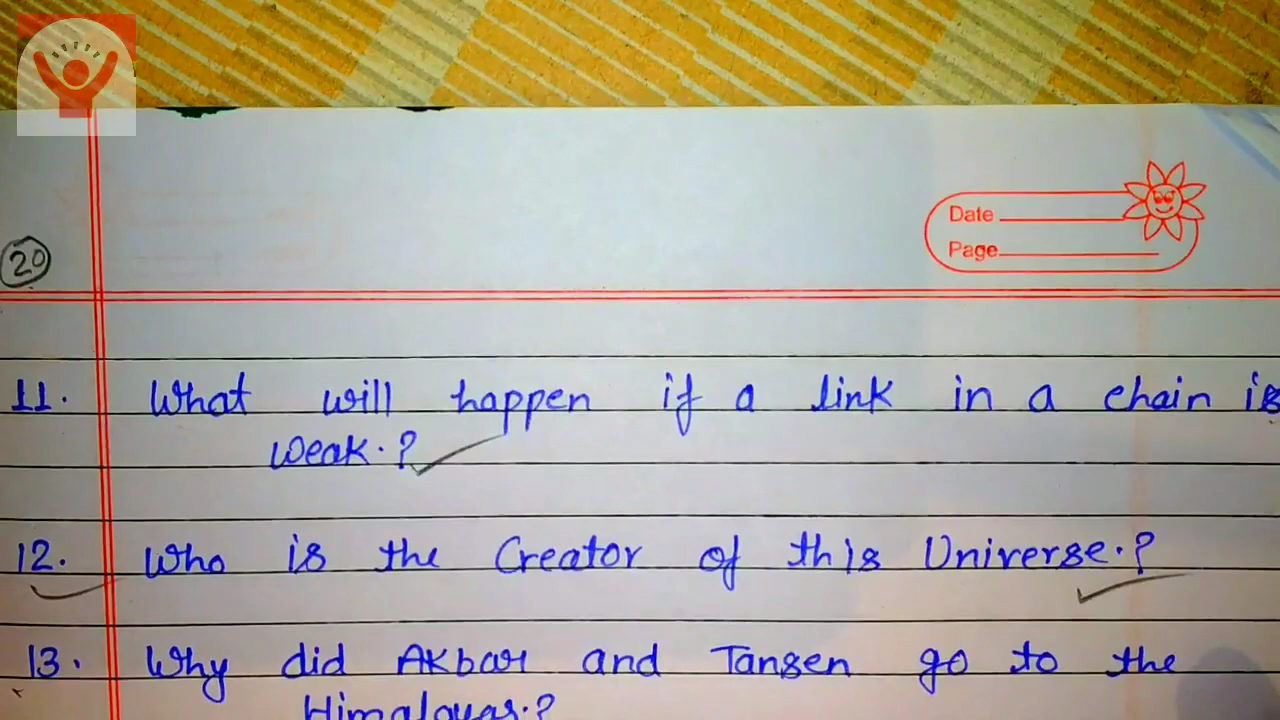 Date
Page
20
11. What will happen if a link in a chain is
weak.?
12. Who is the Creator of this Universe.?
13. Why did Akbar and Tansen go to the
Himalayas.?